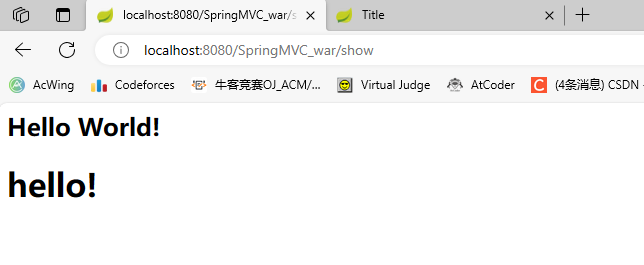 localhost:8080/SpringMVC_war/s
Title
localhost:8080/SpringMVC_war/show
AcWing
Codeforces
牛客竞赛OJ_ACM/...
Virtual Judge
AtCoder
(4条消息) CSDN -
Hello World!
hello!